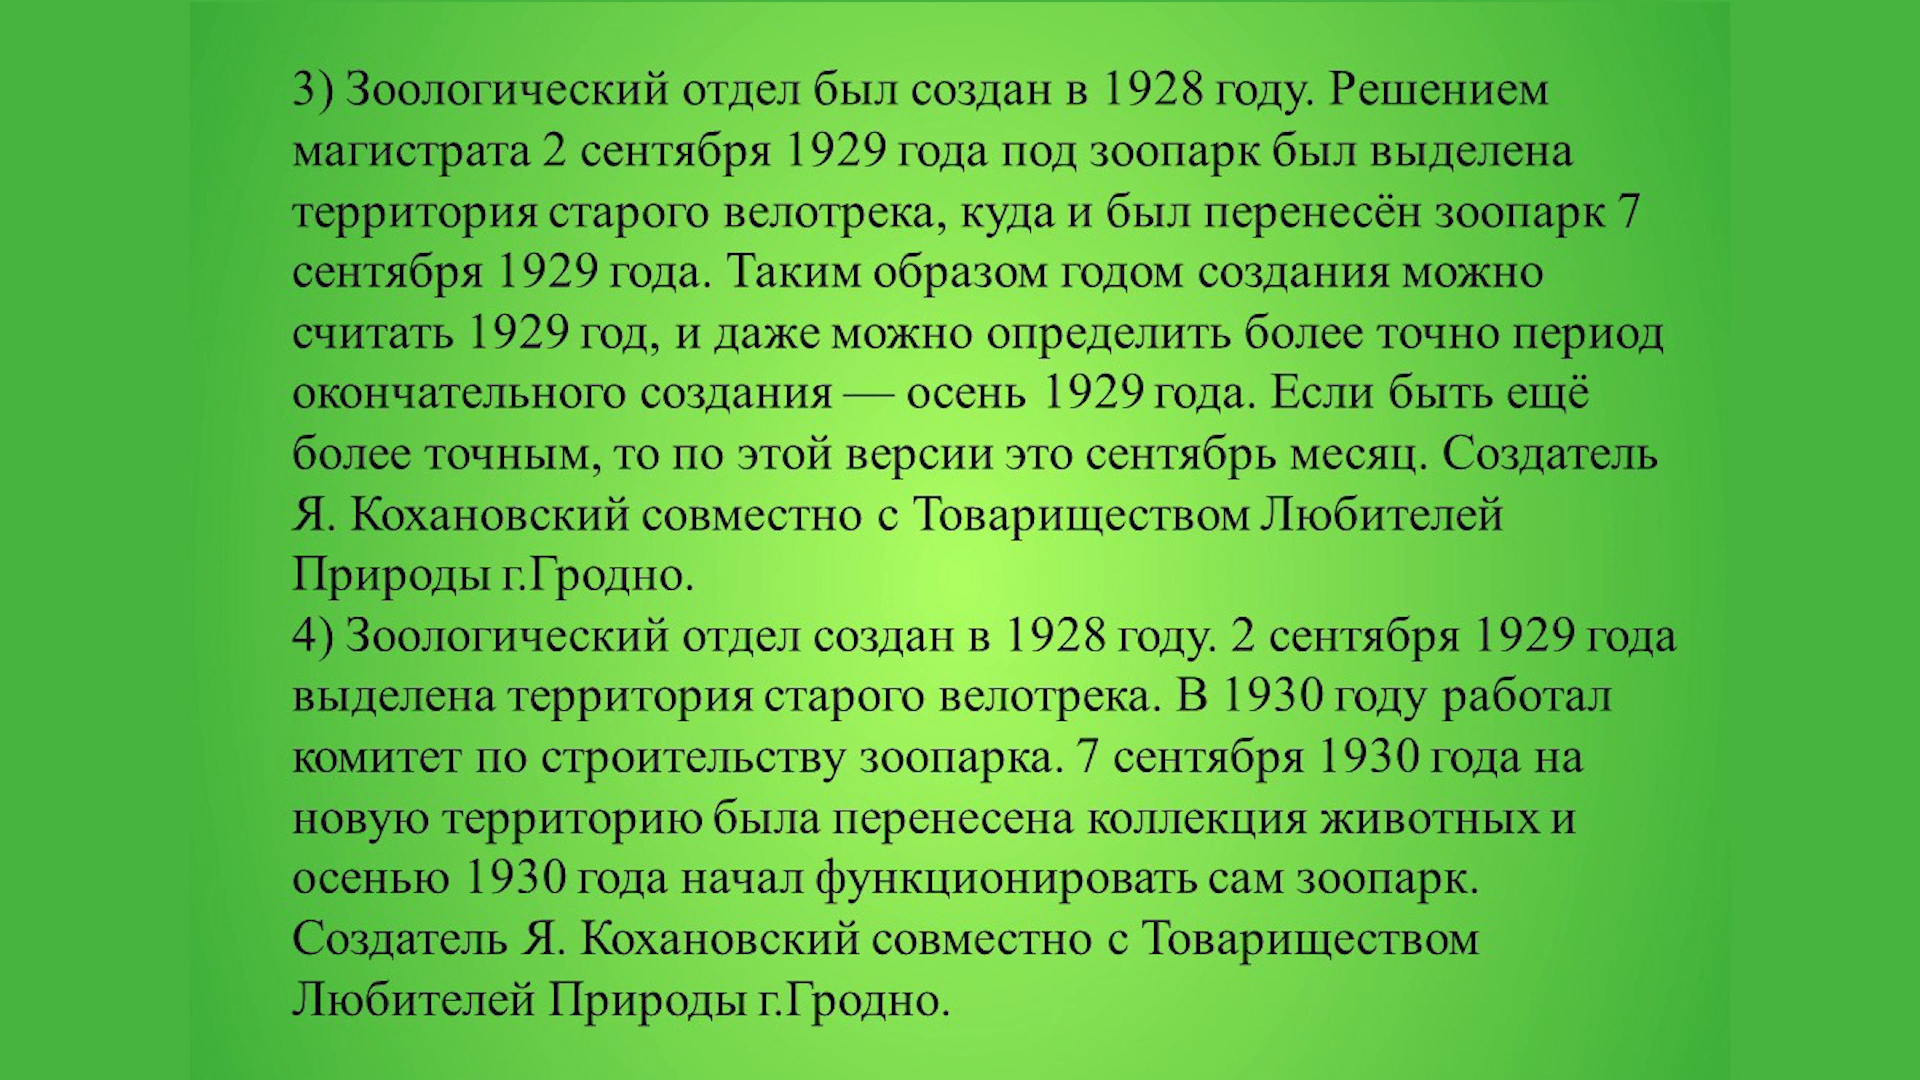 3) Зоологический отдел был создан в 1928 году. Решением
магистрата 2 сентября 1929 года под зоопарк был выделена
территория старого велотрека, куда и был перенесён зоопарк 7
сентября 1929 года. Таким образом годом создания можно
считать 1929 год, и даже можно определить более точно период
окончательного создания — осень 1929 года. Если быть ещё
более точным, то по этой версии это сентябрь месяц. Создатель
Я. Кохановский совместно с Товариществом Любителей
Природы г.Гродно.
4) Зоологический отдел создан в 1928 году. 2 сентября 1929 года
выделена территория старого велотрека. В 1930 году работал
комитет по строительству зоопарка. 7 сентября 1930 года на
новую территорию была перенесена коллекция животных и
осенью 1930 года начал функционировать сам зоопарк.
Создатель Я. Кохановский совместно с Товариществом
Любителей Природы г.Гродно.